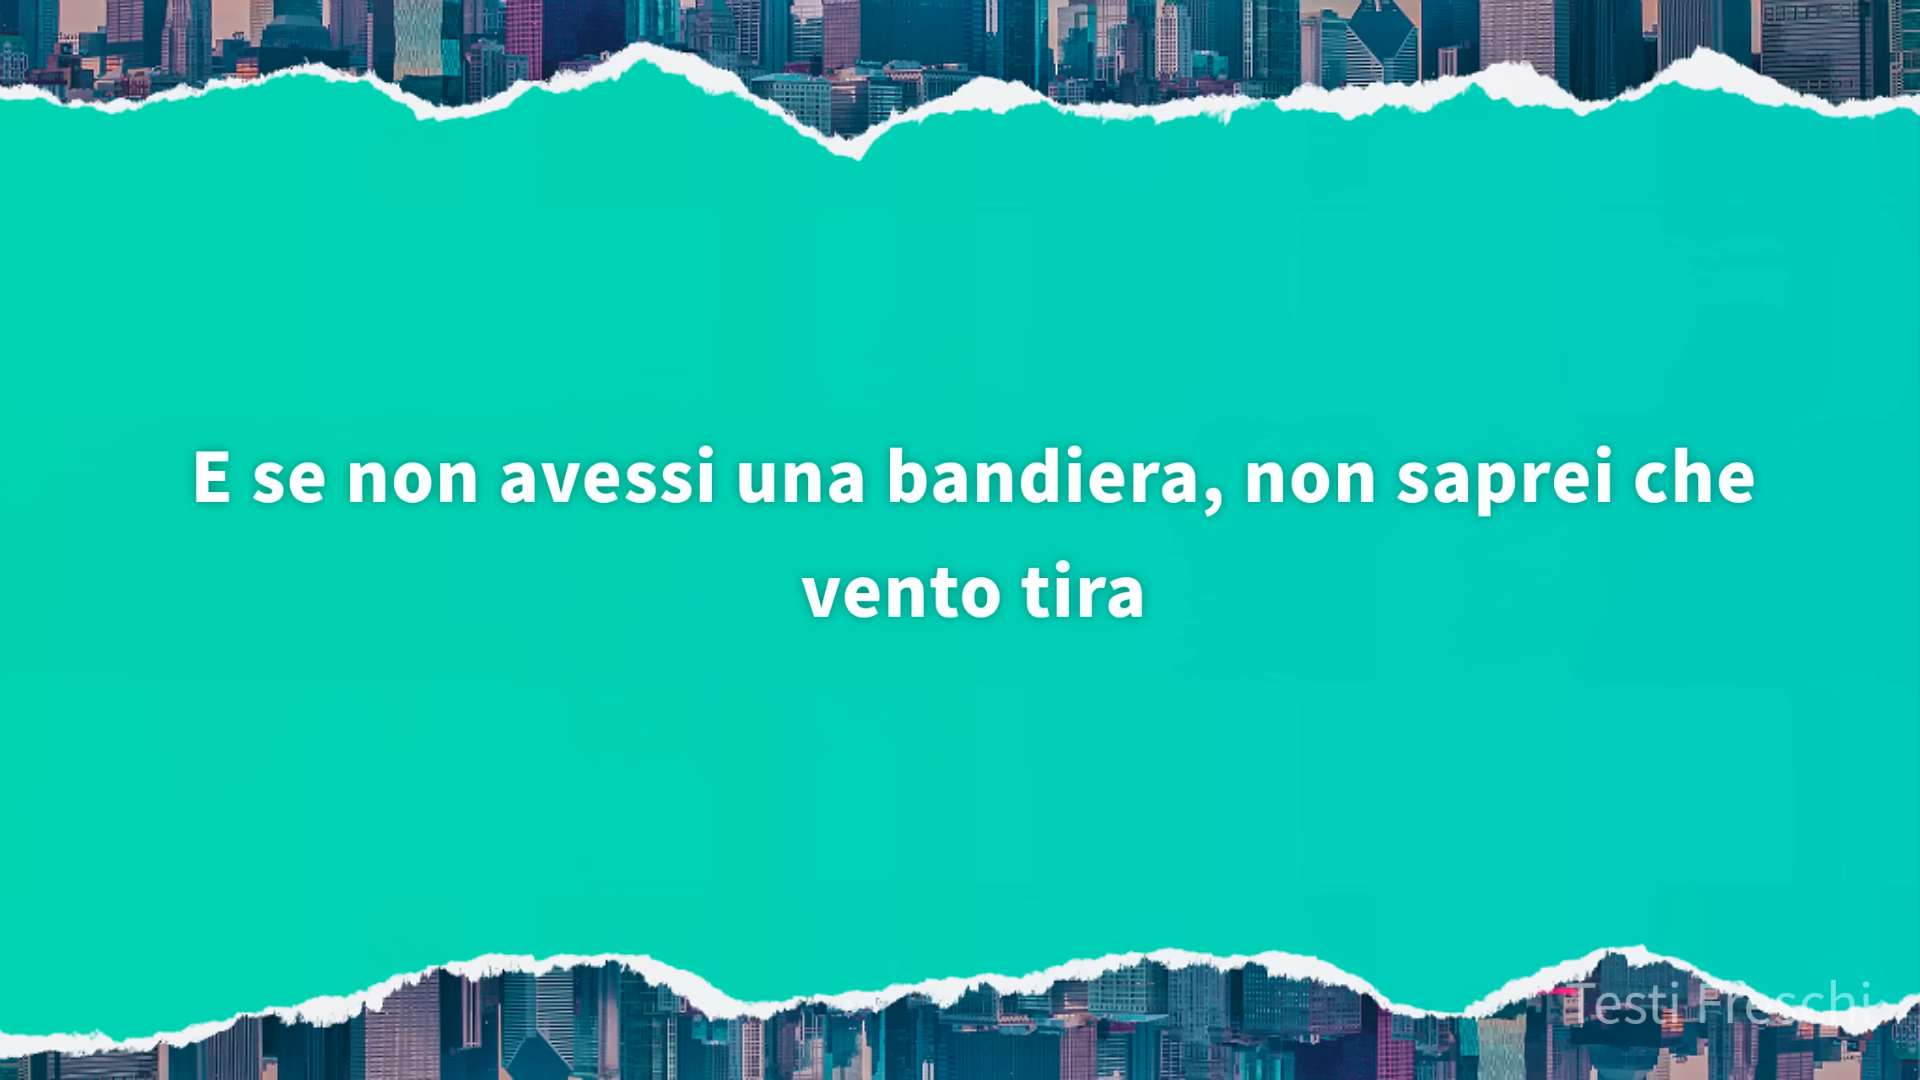 E se non avessi una bandiera, non saprei che
vento tira
Testi Freschi